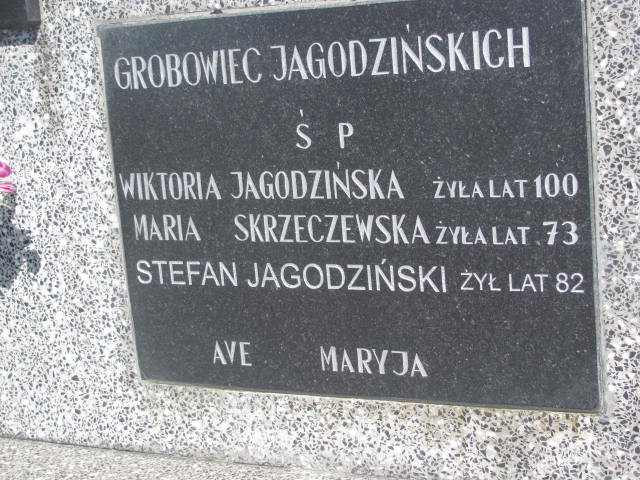 GROBOWIEC JAGODZIŃSKICH
Ś P
WIKTORIA JAGODZIŃSKA ŻYŁA LAT 100
MARIA SKRZECZEWSKA ŻYŁA LAT 73
STEFAN JAGODZIŃSKI ŻYŁ LAT 82
AVE MARYJA